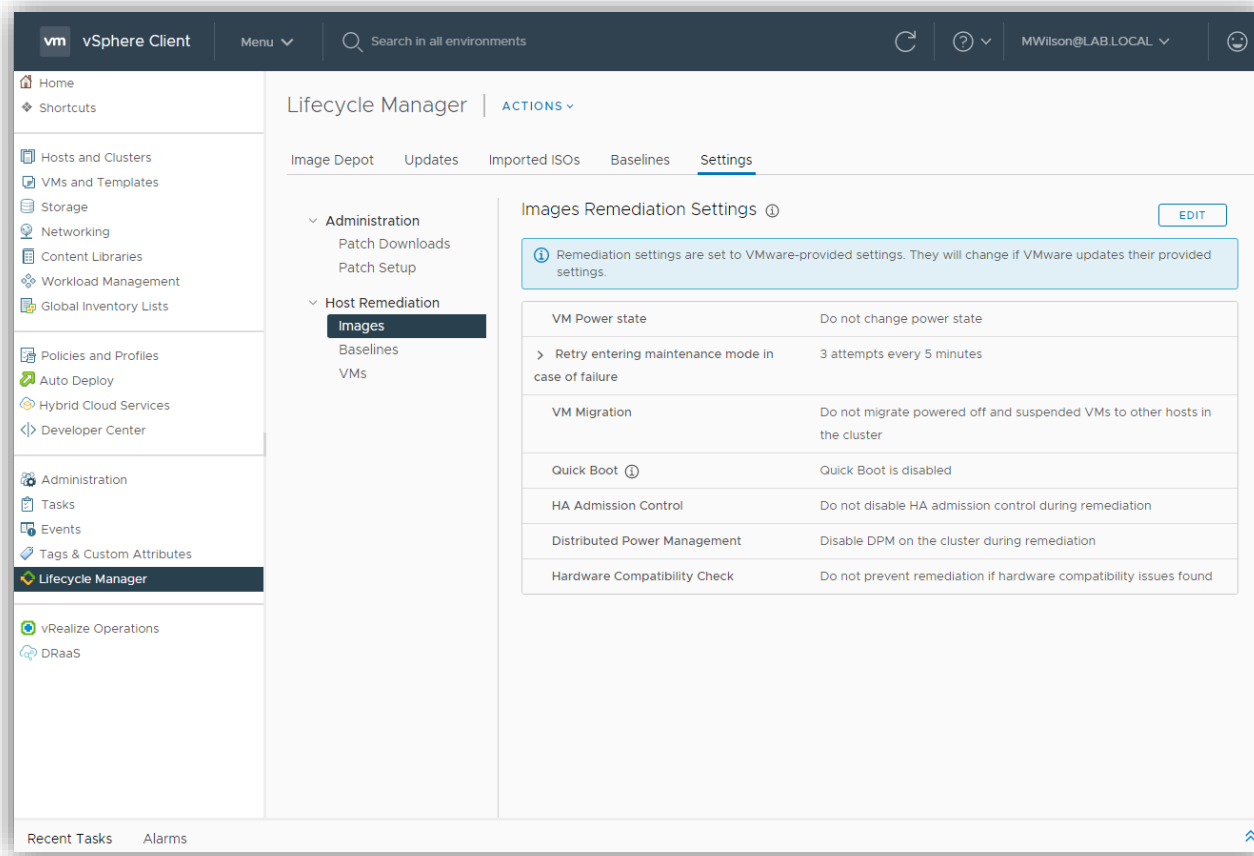 vm vSphere Client Menu Search in all environments ? MWilson@LAB.LOCAL
Home
Shortcuts
Hosts and Clusters
VMs and Templates
Storage
Networking
Content Libraries
Workload Management
Global Inventory Lists
Policies and Profiles
Auto Deploy
Hybrid Cloud Services
Developer Center
Administration
Tasks
Events
Tags & Custom Attributes
Lifecycle Manager
vRealize Operations
DRaaS
Lifecycle Manager ACTIONS
Image Depot Updates Imported ISOs Baselines Settings
Administration
Patch Downloads
Patch Setup
Host Remediation
Images
Baselines
VMs
Images Remediation Settings
EDIT
Remediation settings are set to VMware-provided settings. They will change if VMware updates their provided
settings.
VM Power state Do not change power state
Retry entering maintenance mode in 3 attempts every 5 minutes
case of failure
VM Migration Do not migrate powered off and suspended VMs to other hosts in
the cluster
Quick Boot Quick Boot is disabled
HA Admission Control Do not disable HA admission control during remediation
Distributed Power Management Disable DPM on the cluster during remediation
Hardware Compatibility Check Do not prevent remediation if hardware compatibility issues found
Recent Tasks Alarms